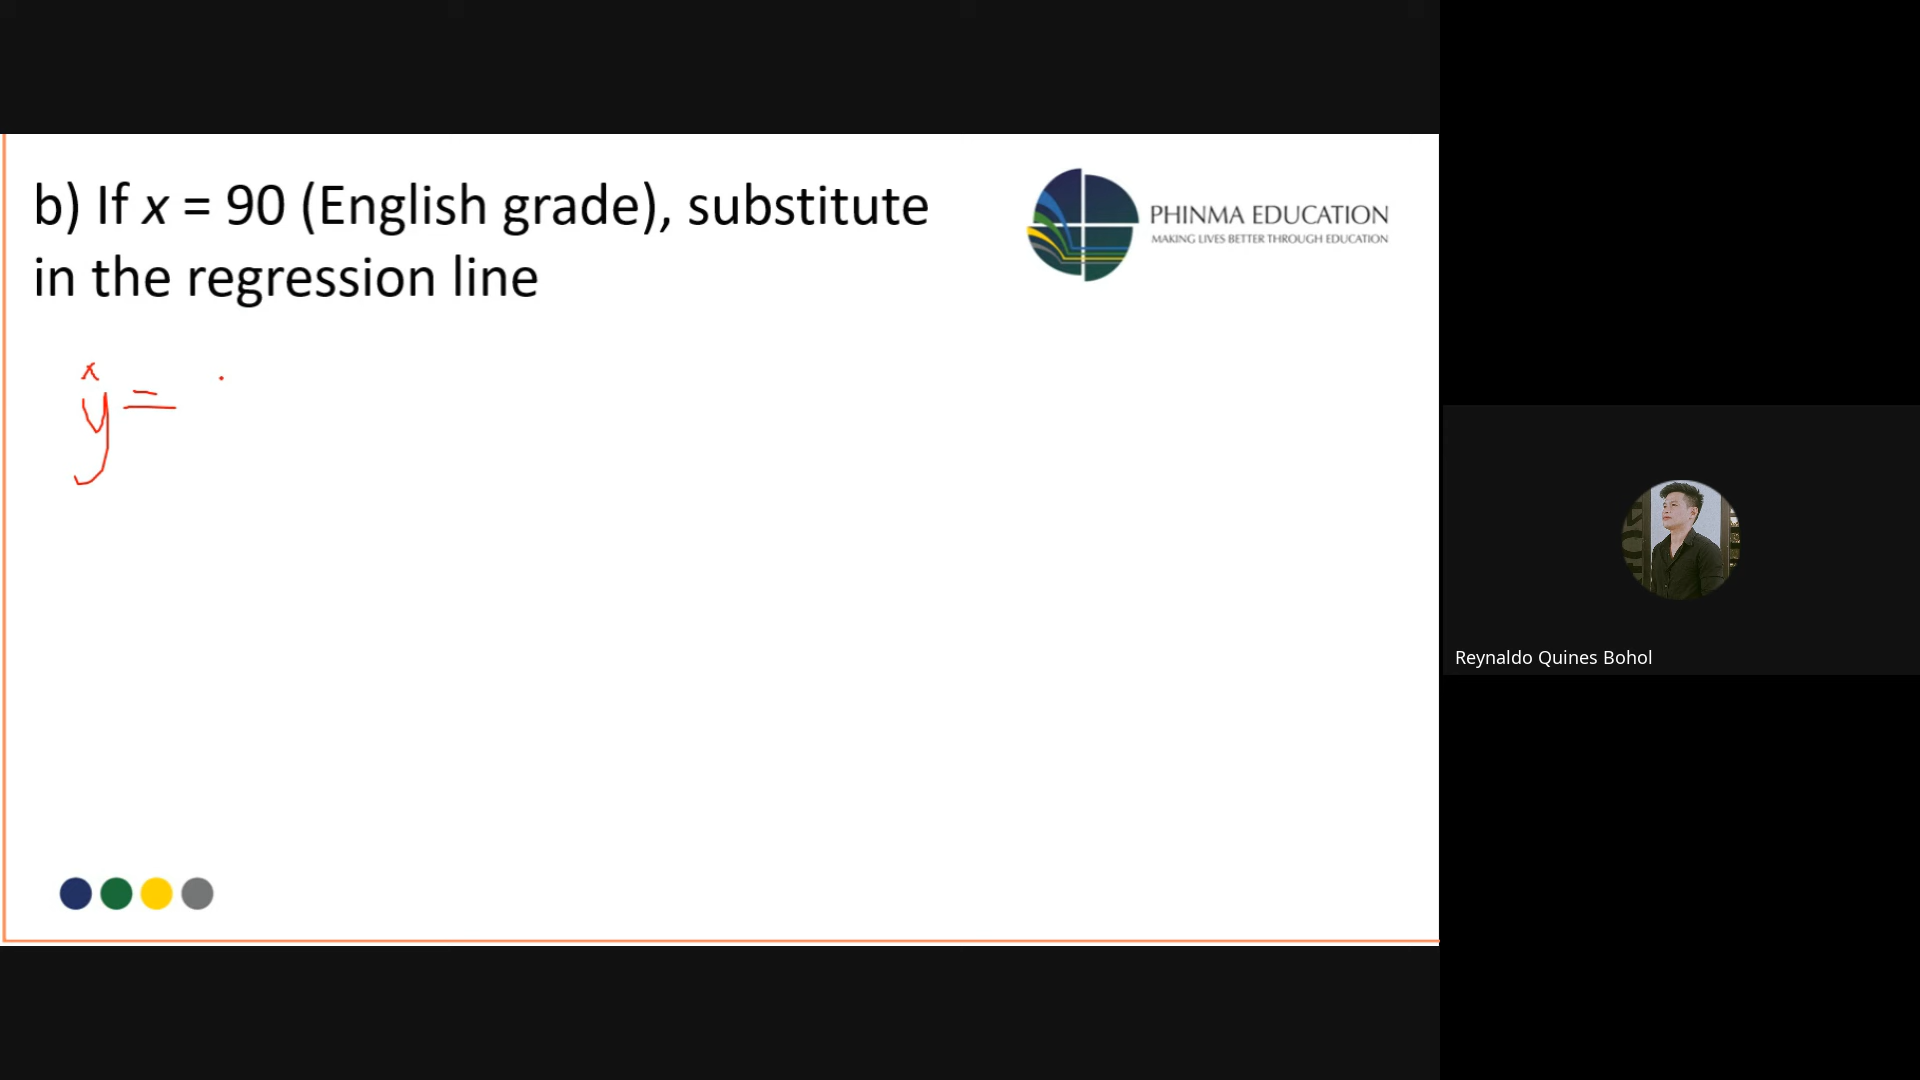 b) If x = 90 (English grade), substitute
in the regression line
PHINMA EDUCATION
MAKING LIVES BETTER THROUGH EDUCATION
ŷ =
Reynaldo Quines Bohol